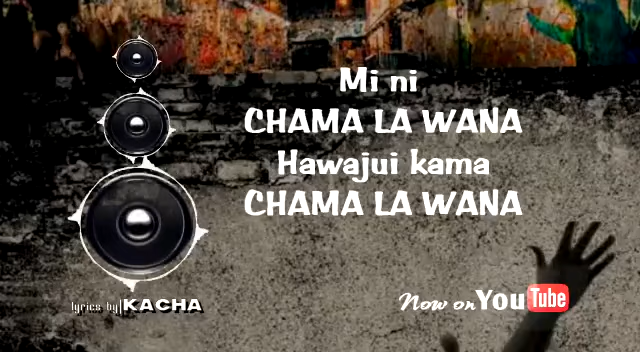 Mi ni
CHAMA LA WANA
Hawajui kama
CHAMA LA WANA
lyrics by|KACHA
Now on YouTube